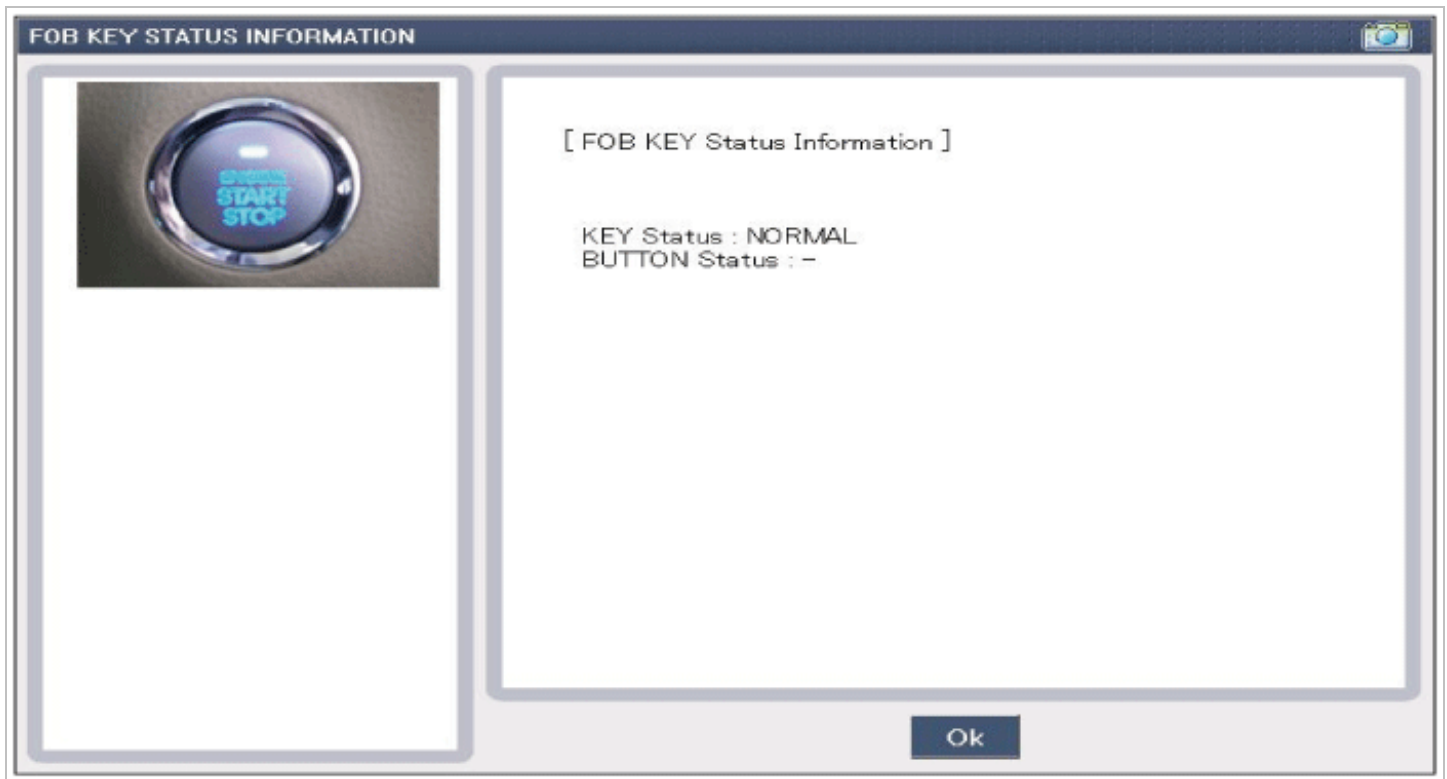 FOB KEY STATUS INFORMATION
START
STOP
[ FOB KEY Status Information ]
KEY Status : NORMAL
BUTTON Status : -
Ok